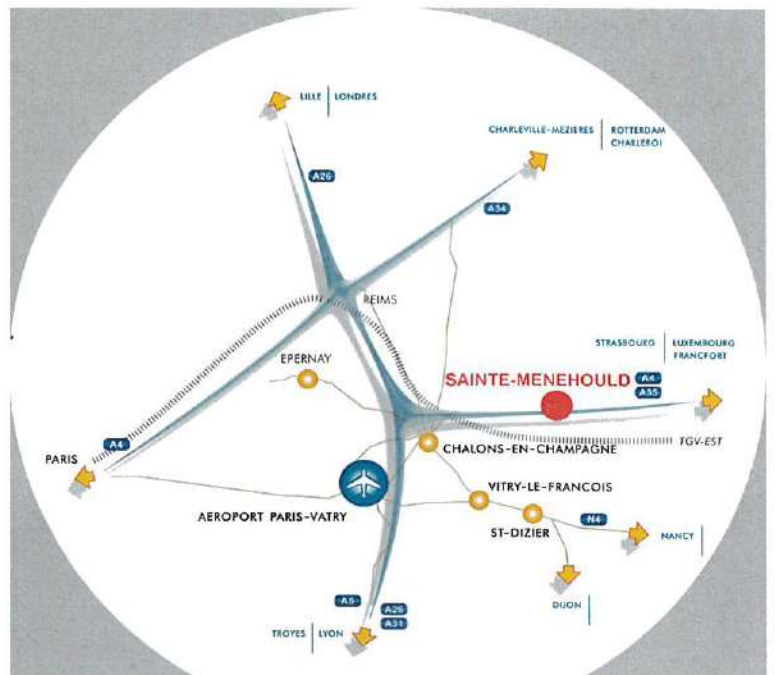 LILLE | LONDRES
CHARLEVILLE-MEZIERES | ROTTERDAM
CHARLEROI
A26
A34
REIMS
STRASBOURG | LUXEMBOURG
FRANCFORT
EPERNAY
SAINTE-MENEHOULD
A4
A35
A4
PARIS
CHALONS-EN-CHAMPAGNE
TGV-EST
VITRY-LE-FRANCOIS
AEROPORT PARIS-VATRY
ST-DIZIER
N4
NANCY |
A5
A26
A31
DIJON |
TROYES | LYON